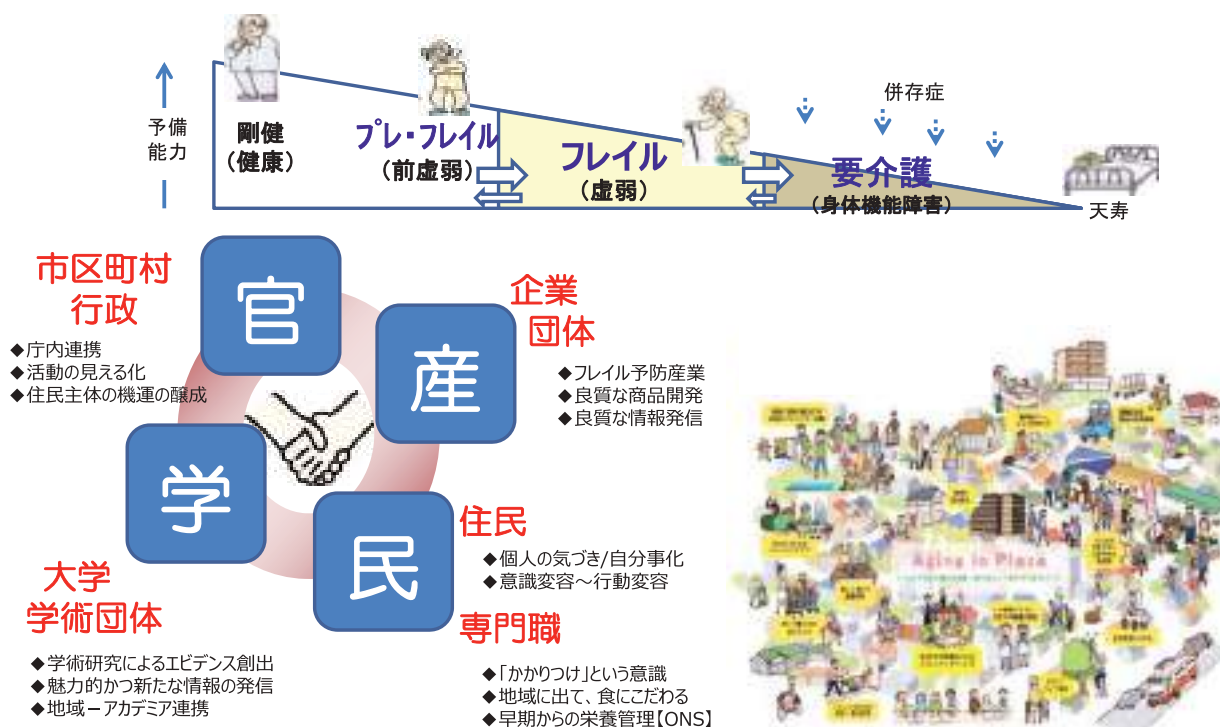 予備
能力
剛健
(健康)
プレ・フレイル
(前虚弱)
フレイル
(虚弱)
併存症
要介護
(身体機能障害)
天寿
市区町村
行政
◆庁内連携
◆活動の見える化
◆住民主体の機運の醸成
官
企業
団体
産
◆フレイル予防産業
◆良質な商品開発
◆良質な情報発信
学
大学
学術団体
◆学術研究によるエビデンス創出
◆魅力的かつ新たな情報の発信
◆地域-アカデミア連携
民
住民
◆個人の気づき/自分事化
◆意識変容~行動変容
専門職
◆「かかりつけ」という意識
◆地域に出て、食にこだわる
◆早期からの栄養管理【ONS】
Aging in Place